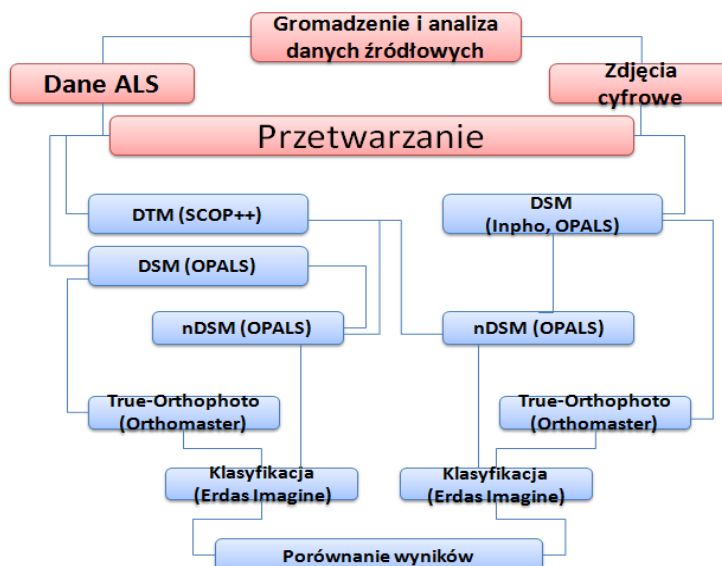 Gromadzenie i analiza
danych źródłowych
Dane ALS
Zdjęcia
cyfrowe
Przetwarzanie
DTM (SCOP++)
DSM
(Inpho, OPALS)
DSM (OPALS)
nDSM (OPALS)
nDSM (OPALS)
True-Orthophoto
(Orthomaster)
True-Orthophoto
(Orthomaster)
Klasyfikacja
(Erdas Imagine)
Klasyfikacja
(Erdas Imagine)
Porównanie wyników